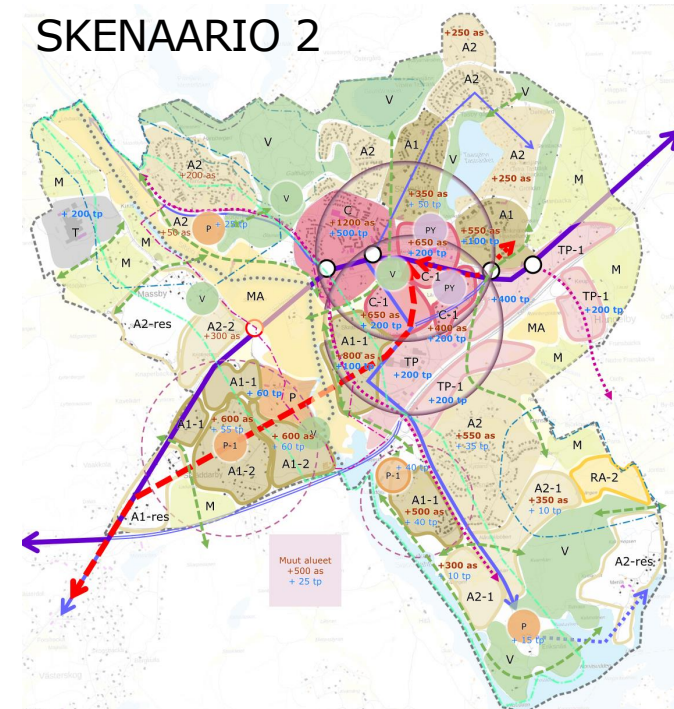 SKENAARIO 2
+250 as
A2
A2
V
V
A2
+200 as
A2
A1
V
A2
+250 as
M
M
+350 as
+ 50 tp
V
C
+1200 as
+500 tp
PY
+650 as
+200 tp
A1
+550 as
+100 tp
+ 200 tp
T
M
A2
+50 as
P
+ 25 tp
TP-1
M
M
Massby
V
MA
V
C-1
PY
+400 tp
TP-1
+200 tp
A2-res
A2-2
+300 as
C-1
+650 as
+ 200 tp
C-1
+400 as
+200 tp
MA
M
A1-1
+800 as
+100 tp
TP
+200 tp
A1-1
+ 60 tp
P
TP-1
+200 tp
A1-1
+ 600 as
+ 55 tp
P-1
+ 600 as
+ 60 tp
V
A2
+550 as
+ 35 tp
M
A1-2
A1-2
+ 40 tp
P-1
A1-1
+500 as
+ 40 tp
A2-1
+350 as
+ 10 tp
RA-2
A1-res
M
V
A2-res
Muut alueet
+500 as
+ 25 tp
+300 as
10 tp
A2-1
P
+ 15 tp
V
Västerskog